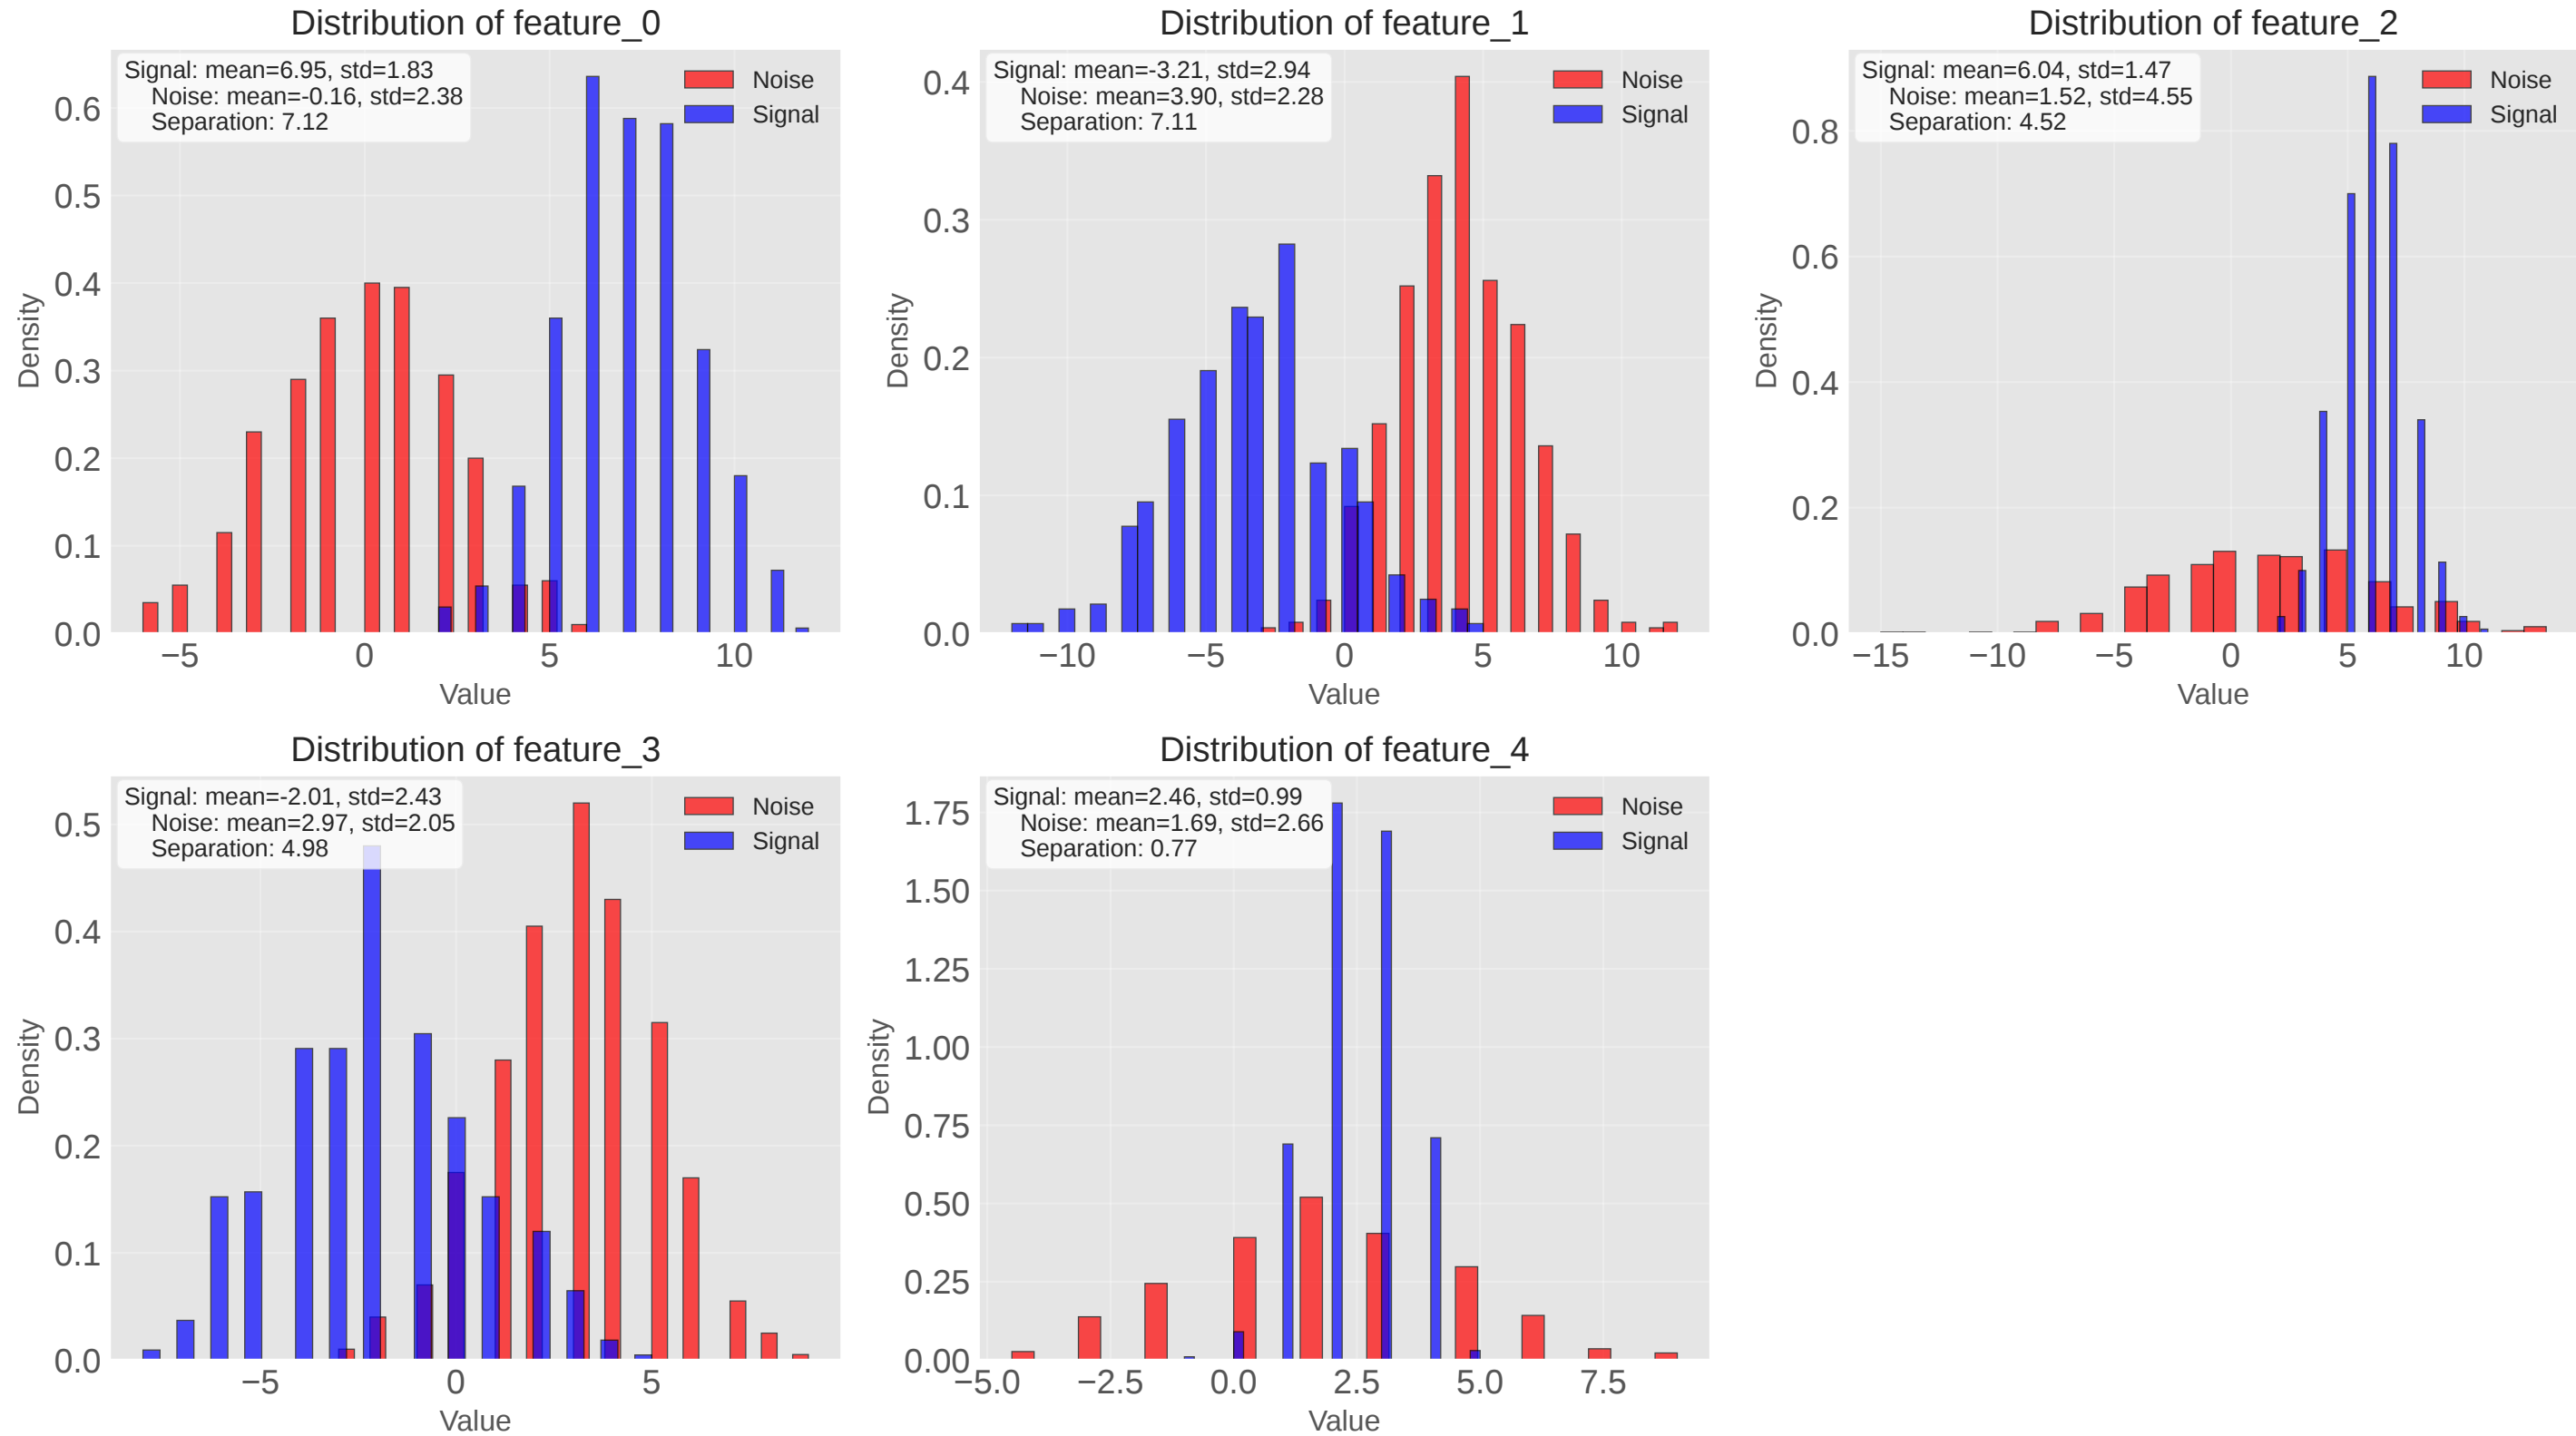 Distribution of feature_0
Signal: mean=6.95, std=1.83
Noise: mean=-0.16, std=2.38
Separation: 7.12
Noise
Signal
Density
0.6
0.5
0.4
0.3
0.2
0.1
0.0
−5 0 5 10
Value
Distribution of feature_1
Signal: mean=-3.21, std=2.94
Noise: mean=3.90, std=2.28
Separation: 7.11
Noise
Signal
Density
0.4
0.3
0.2
0.1
0.0
−10 −5 0 5 10
Value
Distribution of feature_2
Signal: mean=6.04, std=1.47
Noise: mean=1.52, std=4.55
Separation: 4.52
Noise
Signal
Density
0.8
0.6
0.4
0.2
0.0
−15 −10 −5 0 5 10
Value
Distribution of feature_3
Signal: mean=-2.01, std=2.43
Noise: mean=2.97, std=2.05
Separation: 4.98
Noise
Signal
Density
0.5
0.4
0.3
0.2
0.1
0.0
−5 0 5
Value
Distribution of feature_4
Signal: mean=2.46, std=0.99
Noise: mean=1.69, std=2.66
Separation: 0.77
Noise
Signal
Density
1.75
1.50
1.25
1.00
0.75
0.50
0.25
0.00
−5.0 −2.5 0.0 2.5 5.0 7.5
Value